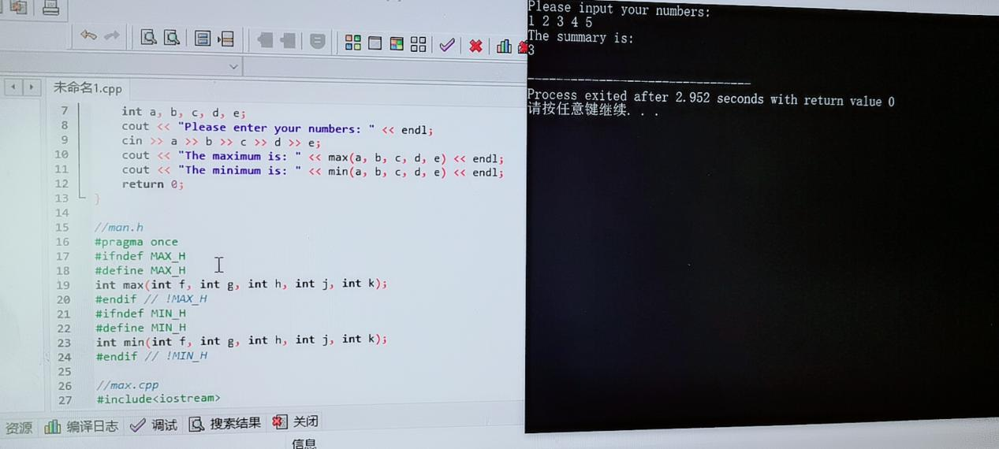 未命名1.cpp
7 int a, b, c, d, e;
8 cout << "Please enter your numbers: " << endl;
9 cin >> a >> b >> c >> d >> e;
10 cout << "The maximum is: " << max(a, b, c, d, e) << endl;
11 cout << "The minimum is: " << min(a, b, c, d, e) << endl;
12 return 0;
13 }
14
15 //man.h
16 #pragma once
17 #ifndef MAX_H
18 #define MAX_H
19 int max(int f, int g, int h, int j, int k);
20 #endif // !MAX_H
21 #ifndef MIN_H
22 #define MIN_H
23 int min(int f, int g, int h, int j, int k);
24 #endif // !MIN_H
25
26 //max.cpp
27 #include<iostream>
资源 编译日志 调试 搜索结果 关闭
信息
Please input your numbers:
1 2 3 4 5
The summary is:
3
--------------------------------
Process exited after 2.952 seconds with return value 0
请按任意键继续. . .